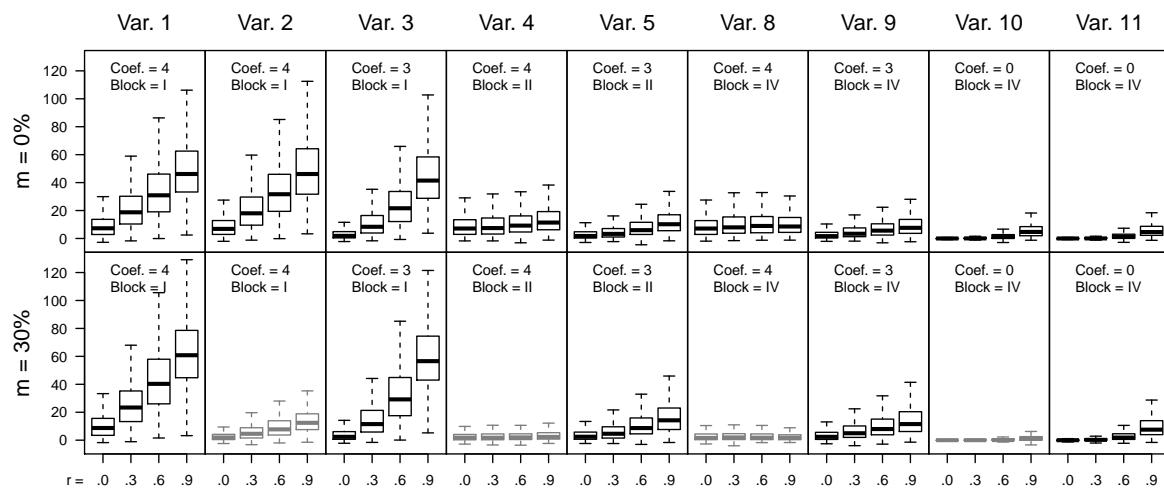 Var. 1 Var. 2 Var. 3 Var. 4 Var. 5 Var. 8 Var. 9 Var. 10 Var. 11
m = 0%
120
100
80
60
40
20
0
Coef. = 4 Coef. = 4 Coef. = 3 Coef. = 4 Coef. = 3 Coef. = 4 Coef. = 3 Coef. = 0 Coef. = 0
Block = I Block = I Block = I Block = II Block = II Block = IV Block = IV Block = IV Block = IV
m = 30%
120
100
80
60
40
20
0
Coef. = 4 Coef. = 4 Coef. = 3 Coef. = 4 Coef. = 3 Coef. = 4 Coef. = 3 Coef. = 0 Coef. = 0
Block = I Block = I Block = I Block = II Block = II Block = IV Block = IV Block = IV Block = IV
r = .0 .3 .6 .9 .0 .3 .6 .9 .0 .3 .6 .9 .0 .3 .6 .9 .0 .3 .6 .9 .0 .3 .6 .9 .0 .3 .6 .9 .0 .3 .6 .9 .0 .3 .6 .9